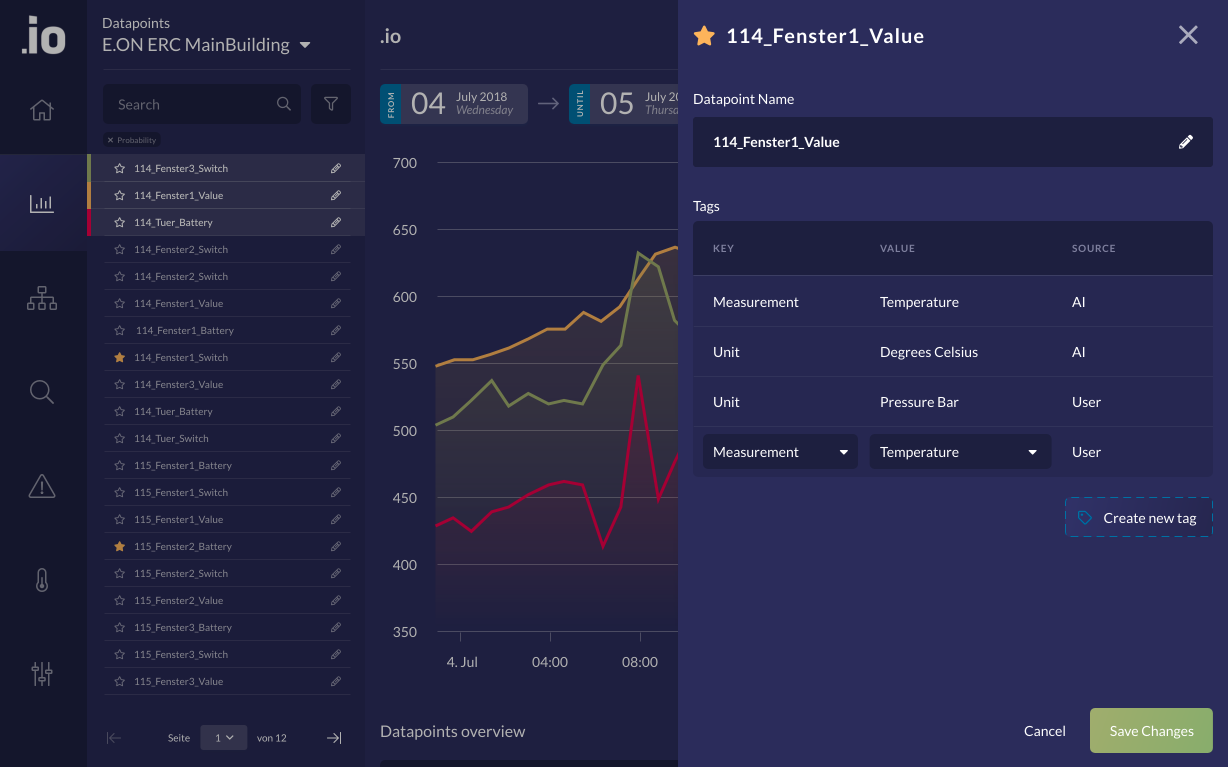 .io
Datapoints
E.ON ERC MainBuilding
Search
Probability
114_Fenster3_Switch
114_Fenster1_Value
114_Tuer_Battery
114_Fenster2_Switch
114_Fenster2_Switch
114_Fenster1_Value
114_Fenster1_Battery
114_Fenster1_Switch
114_Fenster3_Value
114_Tuer_Battery
114_Tuer_Switch
115_Fenster1_Battery
115_Fenster1_Switch
115_Fenster1_Value
115_Fenster2_Battery
115_Fenster2_Switch
115_Fenster2_Value
115_Fenster3_Battery
115_Fenster3_Switch
115_Fenster3_Value
Seite 1 von 12
.io
FROM
04
July 2018
Wednesday
UNTIL
05
July 20
Thursd
700
650
600
550
500
450
400
350
4. Jul 04:00 08:00
Datapoints overview
114_Fenster1_Value
Datapoint Name
114_Fenster1_Value
Tags
KEY VALUE SOURCE
Measurement Temperature AI
Unit Degrees Celsius AI
Unit Pressure Bar User
Measurement Temperature User
Create new tag
Cancel Save Changes